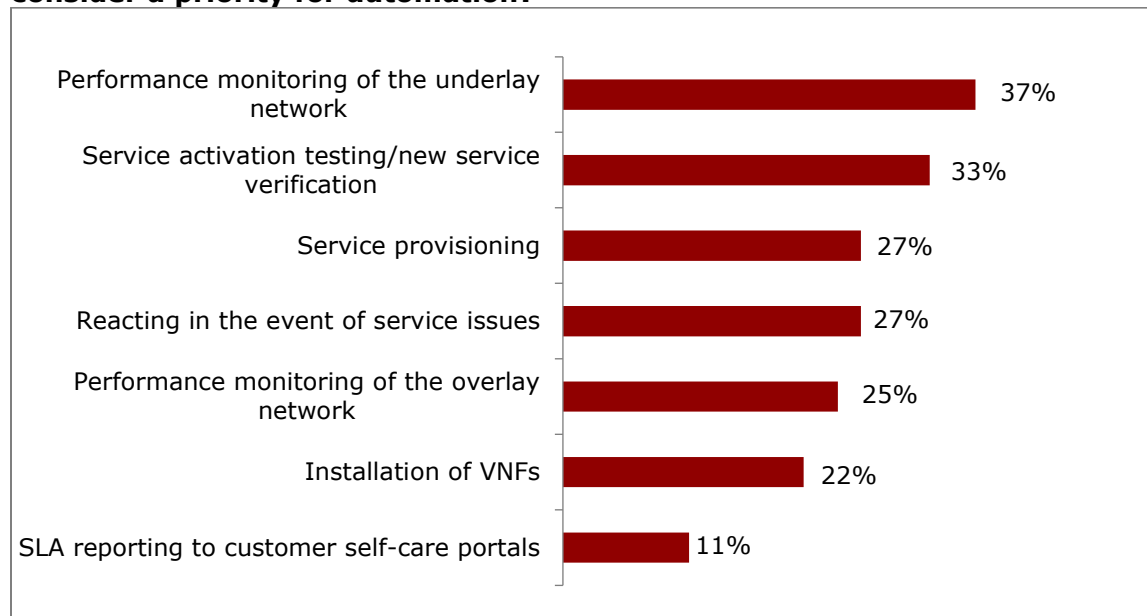 consider a priority for automation?
Performance monitoring of the underlay
network
37%
Service activation testing/new service
verification
33%
Service provisioning
27%
Reacting in the event of service issues
27%
Performance monitoring of the overlay
network
25%
Installation of VNFs
22%
SLA reporting to customer self-care portals
11%